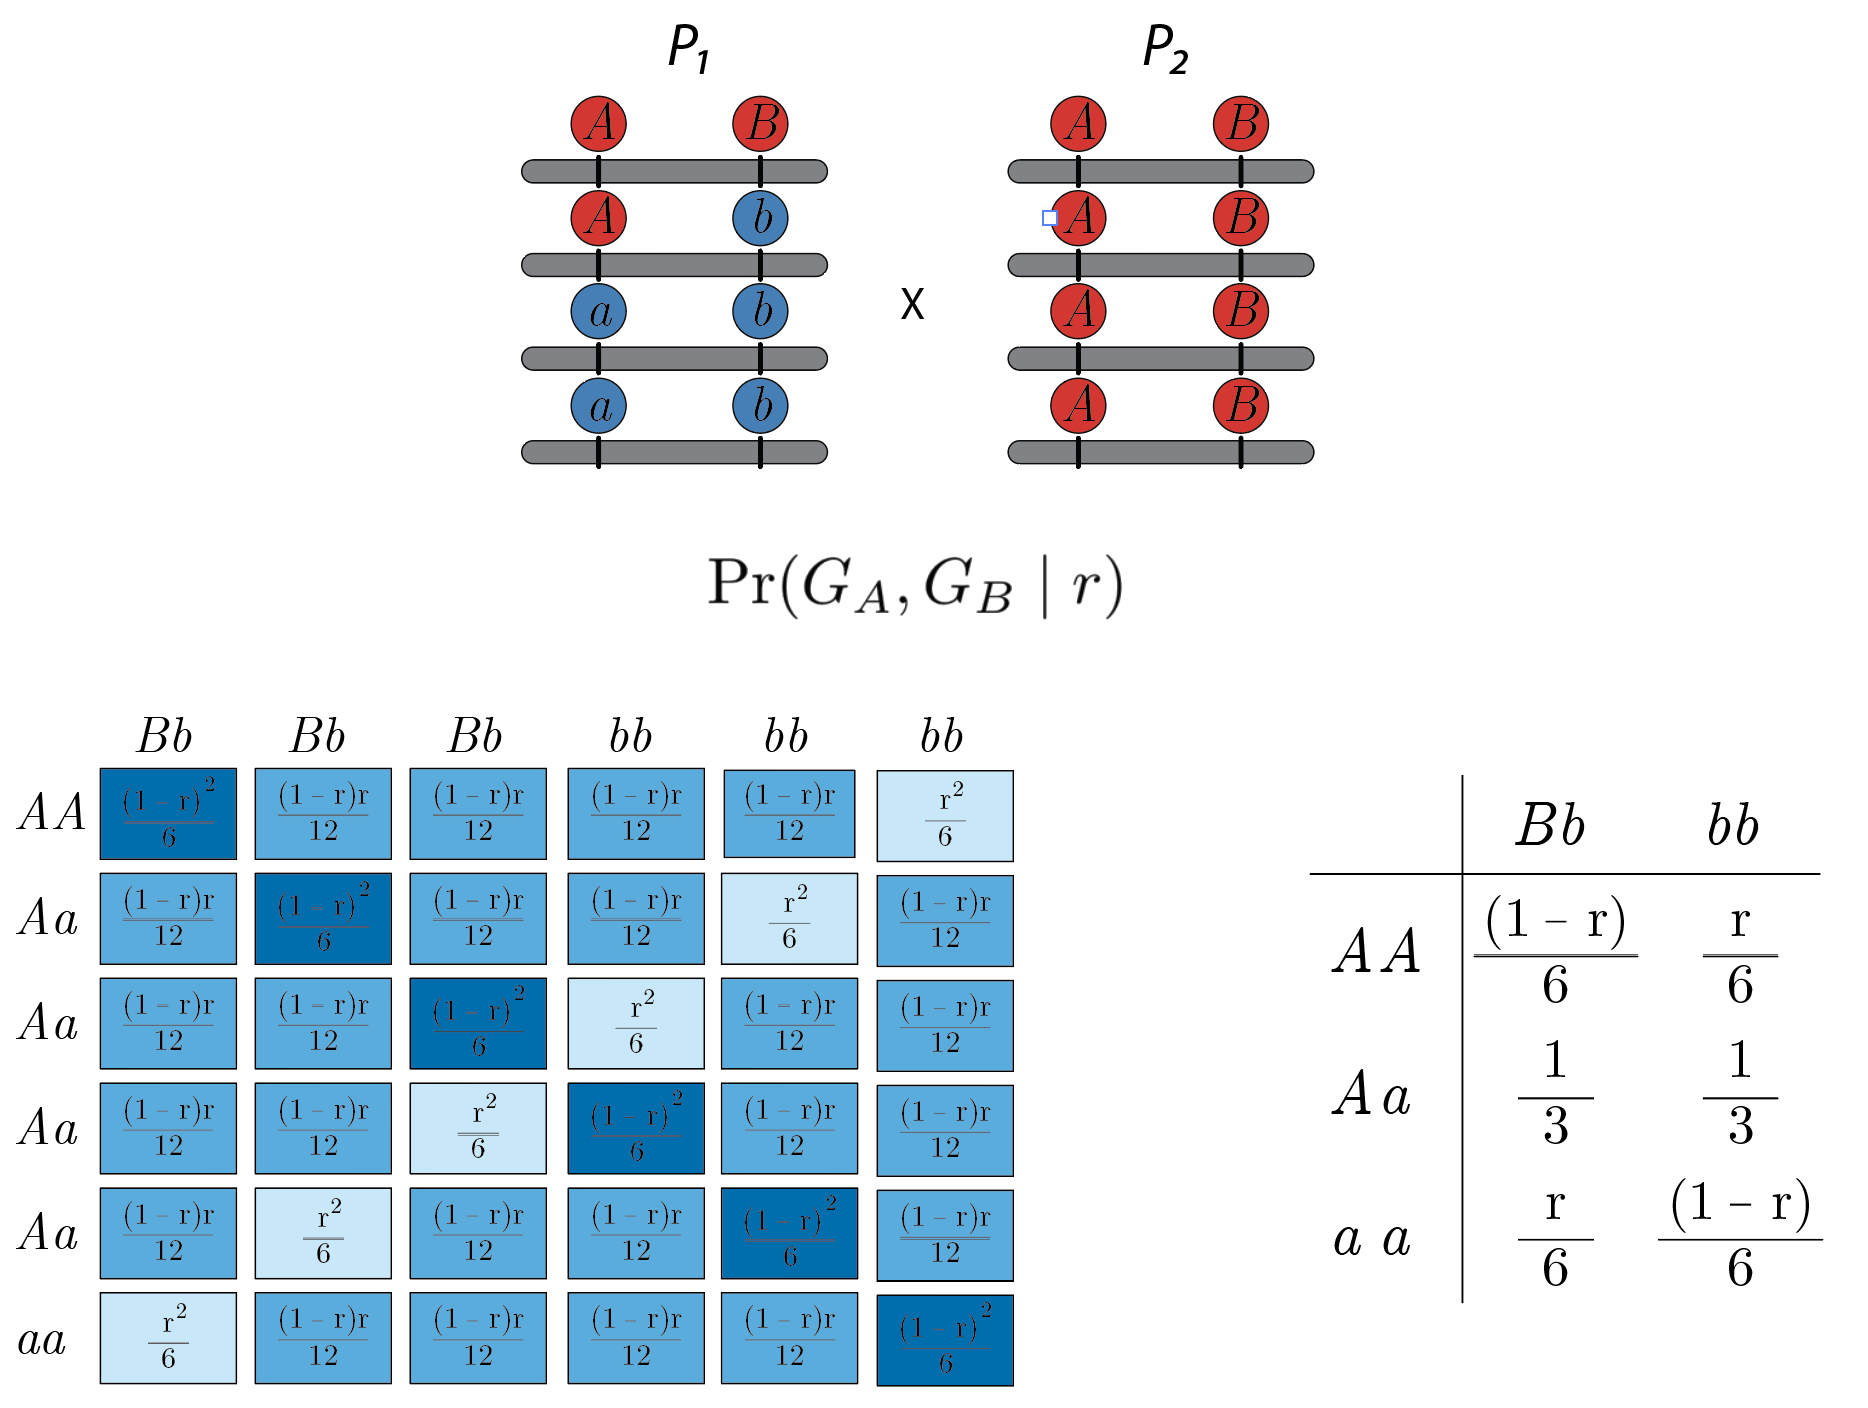 P1 P2
A B A B
A b A B
X
a b A B
a b A B
Pr(G_A, G_B | r)
Bb Bb Bb bb bb bb
AA (1 − r)^2/6 (1 − r)r/12 (1 − r)r/12 (1 − r)r/12 (1 − r)r/12 r^2/6
Aa (1 − r)r/12 (1 − r)^2/6 (1 − r)r/12 (1 − r)r/12 r^2/6 (1 − r)r/12
Aa (1 − r)r/12 (1 − r)r/12 (1 − r)^2/6 r^2/6 (1 − r)r/12 (1 − r)r/12
Aa (1 − r)r/12 (1 − r)r/12 r^2/6 (1 − r)^2/6 (1 − r)r/12 (1 − r)r/12
Aa (1 − r)r/12 r^2/6 (1 − r)r/12 (1 − r)r/12 (1 − r)^2/6 (1 − r)r/12
aa r^2/6 (1 − r)r/12 (1 − r)r/12 (1 − r)r/12 (1 − r)r/12 (1 − r)^2/6
Bb bb
AA (1 − r)/6 r/6
Aa 1/3 1/3
a a r/6 (1 − r)/6